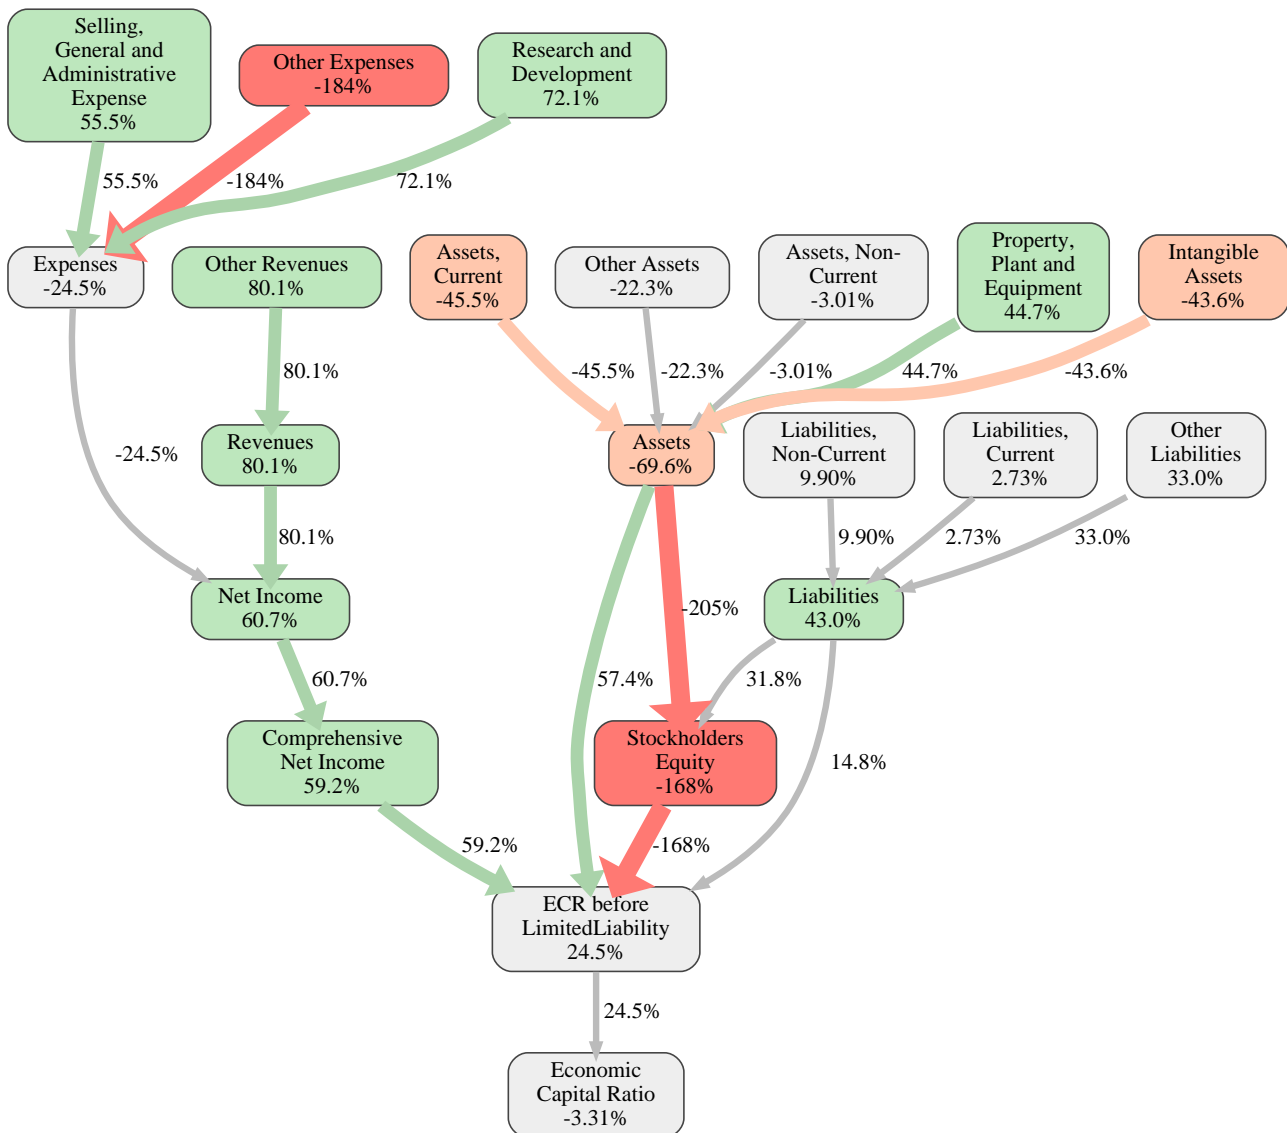 Selling,
General and
Administrative
Expense
55.5%
Other Expenses
-184%
Research and
Development
72.1%
55.5%
-184%
72.1%
Expenses
-24.5%
Other Revenues
80.1%
Assets,
Current
-45.5%
Other Assets
-22.3%
Assets, Non-
Current
-3.01%
Property,
Plant and
Equipment
44.7%
Intangible
Assets
-43.6%
80.1%
-45.5%
-22.3%
-3.01%
44.7%
-43.6%
-24.5%
Revenues
80.1%
Assets
-69.6%
Liabilities,
Non-Current
9.90%
Liabilities,
Current
2.73%
Other
Liabilities
33.0%
80.1%
9.90%
2.73%
33.0%
Net Income
60.7%
-205%
Liabilities
43.0%
60.7%
57.4%
31.8%
14.8%
Comprehensive
Net Income
59.2%
Stockholders
Equity
-168%
59.2%
-168%
ECR before
LimitedLiability
24.5%
24.5%
Economic
Capital Ratio
-3.31%